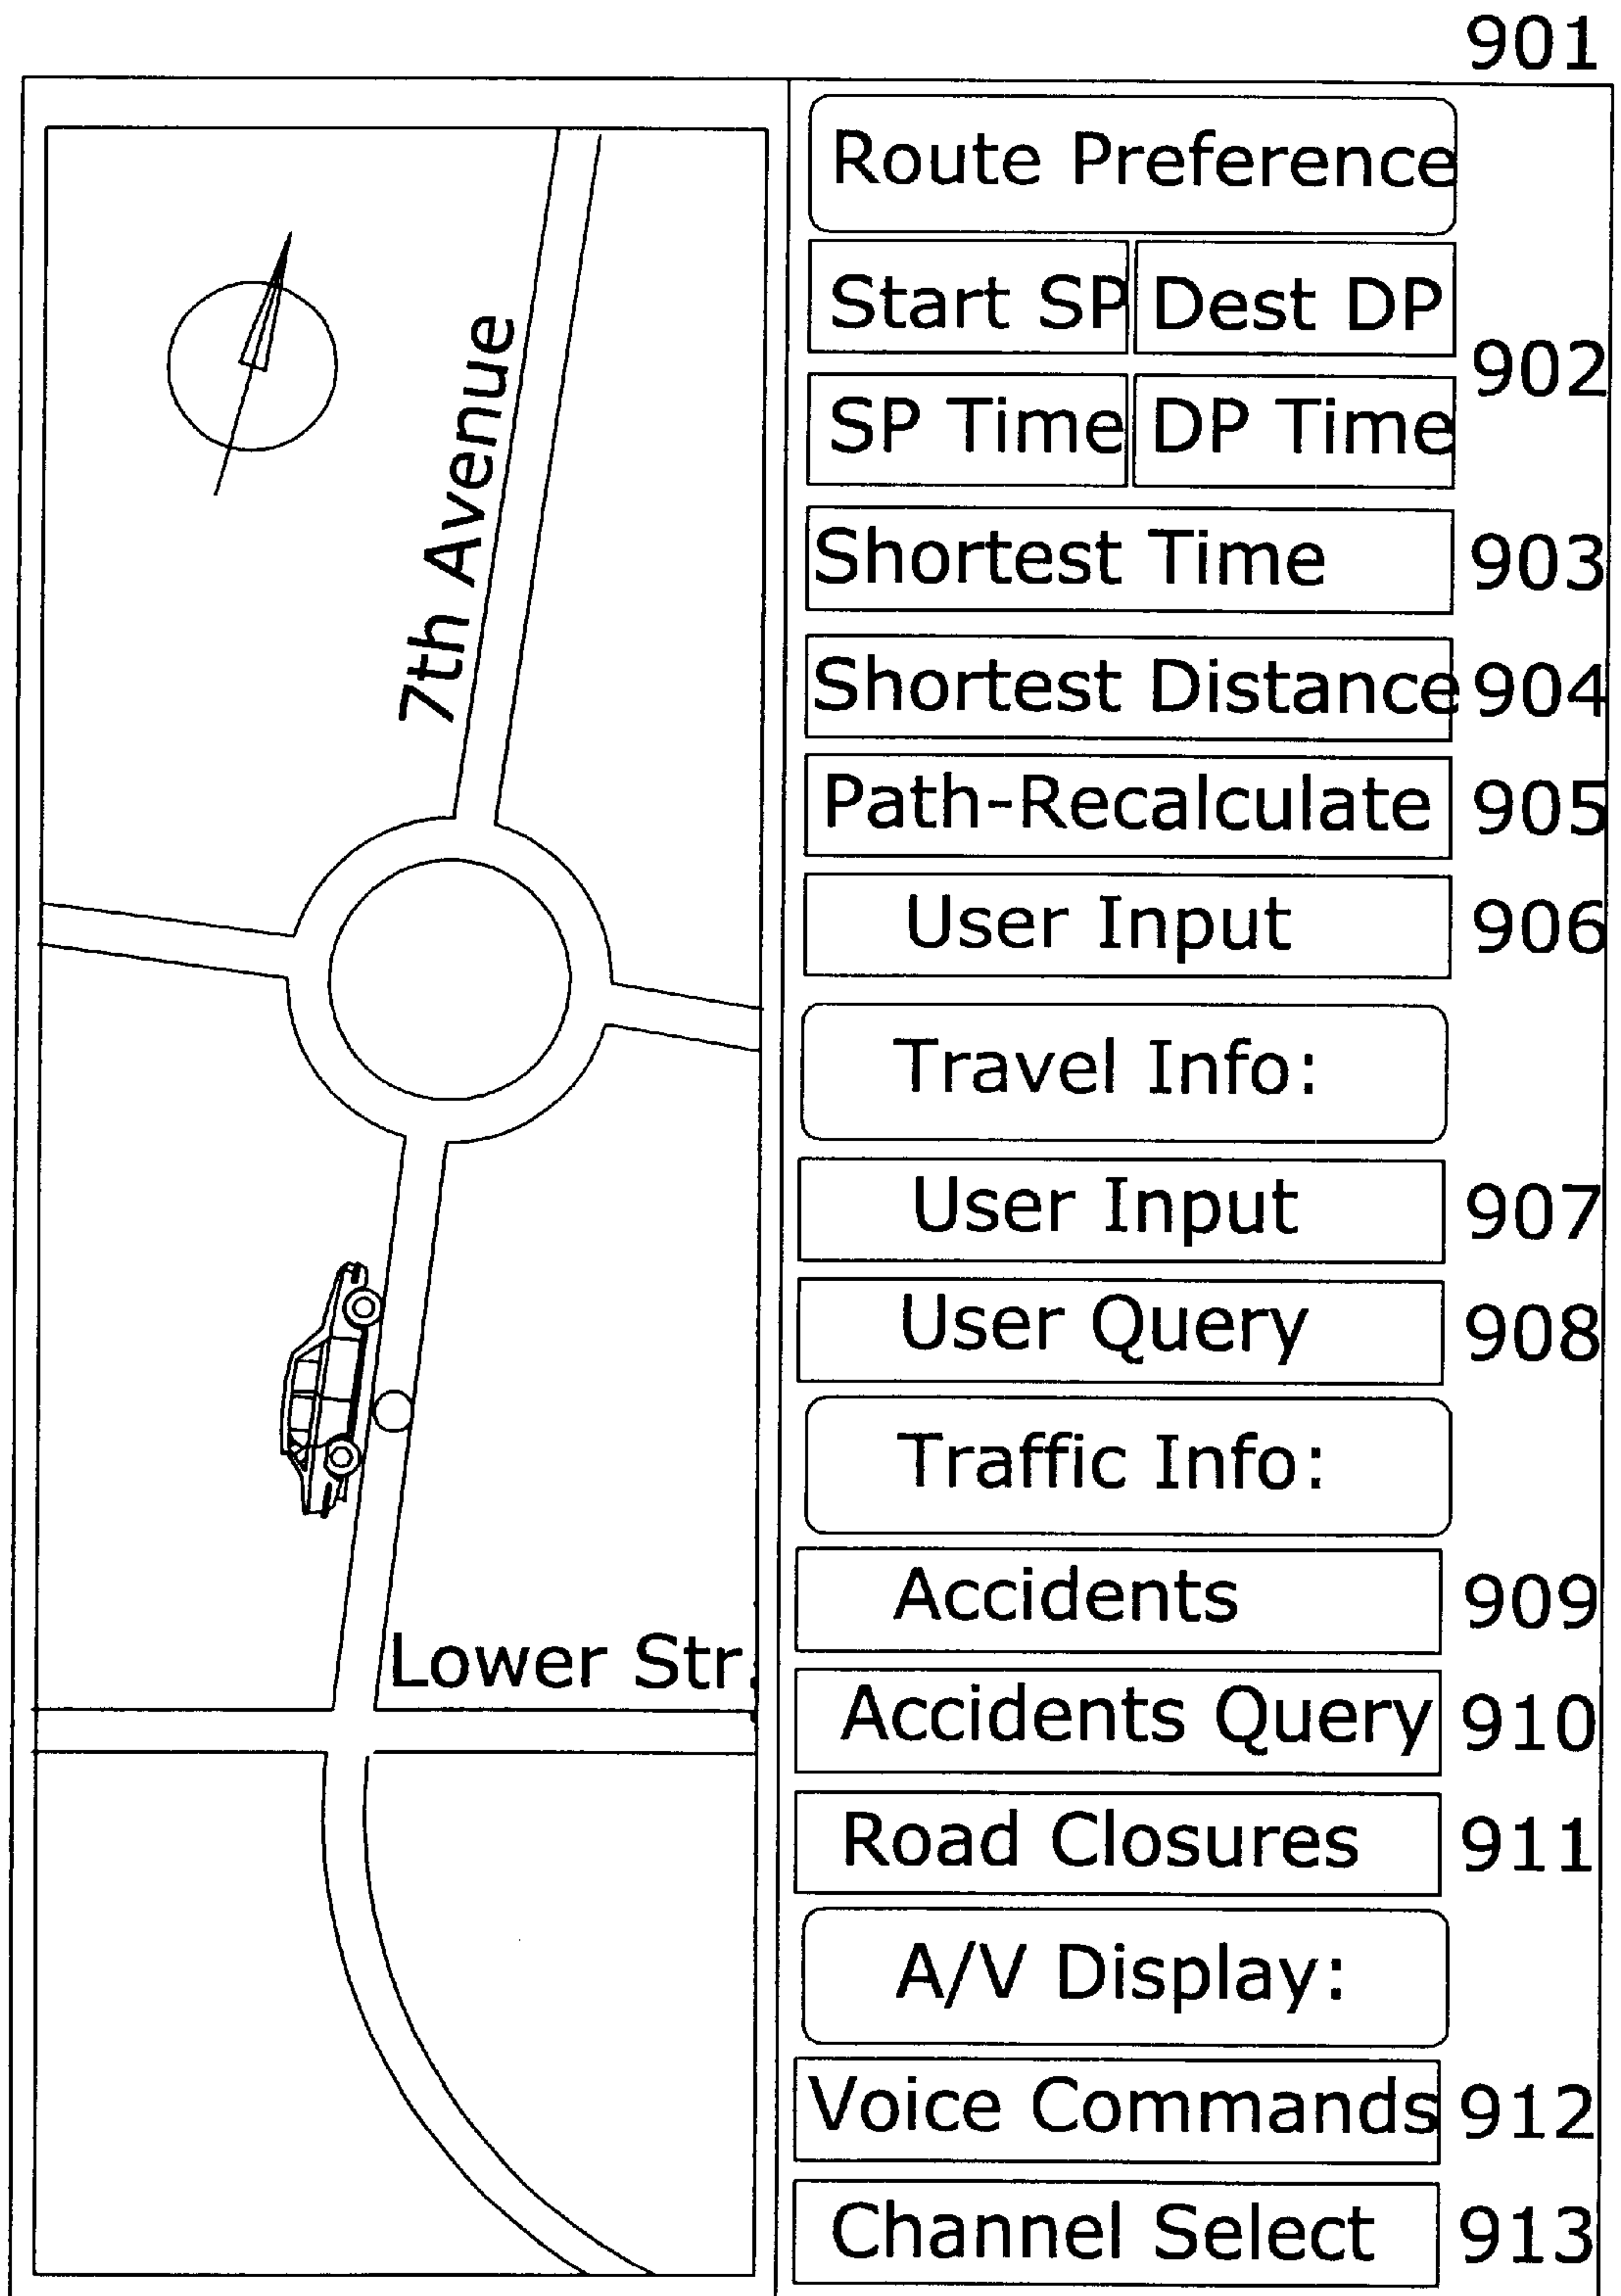 901
Route Preference
Start SP Dest DP
902
SP Time DP Time
Shortest Time 903
Shortest Distance 904
Path-Recalculate 905
User Input 906
Travel Info:
User Input 907
User Query 908
Traffic Info:
Accidents 909
Accidents Query 910
Road Closures 911
A/V Display:
Voice Commands 912
Channel Select 913
7th Avenue
Lower Str.